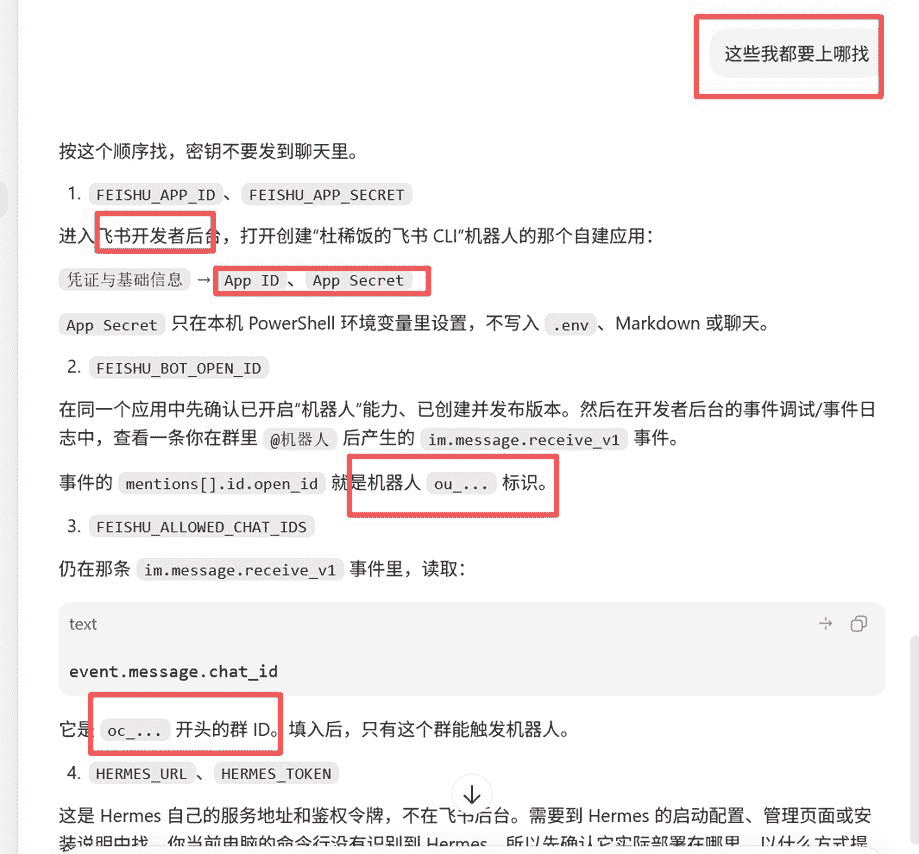 这些我都要上哪找
按这个顺序找，密钥不要发到聊天里。
1. FEISHU_APP_ID、 FEISHU_APP_SECRET
进入飞书开发者后台，打开创建“杜稀饭的飞书 CLI”机器人的那个自建应用：
凭证与基础信息 → App ID、 App Secret
App Secret 只在本机 PowerShell 环境变量里设置，不写入 .env、Markdown 或聊天。
2. FEISHU_BOT_OPEN_ID
在同一个应用中先确认已开启“机器人”能力、已创建并发布版本。然后在开发者后台的事件调试/事件日
志中，查看一条你在群里 @机器人 后产生的 im.message.receive_v1 事件。
事件的 mentions[].id.open_id 就是机器人 ou_... 标识。
3. FEISHU_ALLOWED_CHAT_IDS
仍在那条 im.message.receive_v1 事件里，读取：
text
event.message.chat_id
它是 oc_... 开头的群 ID。填入后，只有这个群能触发机器人。
4. HERMES_URL、 HERMES_TOKEN
这是 Hermes 自己的服务地址和鉴权令牌，不在飞书后台。需要到 Hermes 的启动配置、管理页面或安
装说明中找。你当前电脑的命令行没有识别到 Hermes，所以先确认它实际部署在哪里、以什么方式提